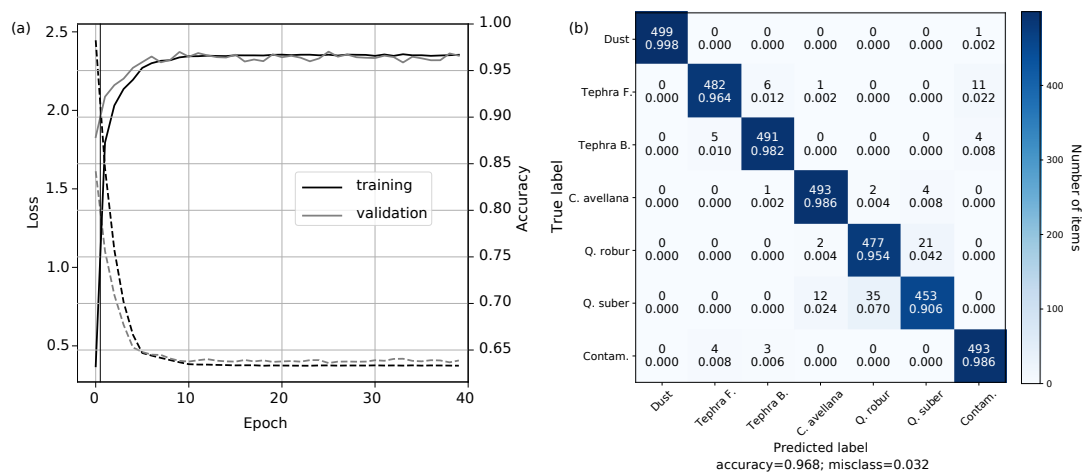 (a)
2.5
2.0
1.5
1.0
0.5
Loss
0
10
20
30
40
Epoch
1.00
0.95
0.90
0.85
0.80
0.75
0.70
0.65
Accuracy
training
validation
(b)
True label
Dust
499 0 0 0 0 0 1
0.998 0.000 0.000 0.000 0.000 0.000 0.002
Tephra F.
0 482 6 1 0 0 11
0.000 0.964 0.012 0.002 0.000 0.000 0.022
Tephra B.
0 5 491 0 0 0 4
0.000 0.010 0.982 0.000 0.000 0.000 0.008
C. avellana
0 0 1 493 2 4 0
0.000 0.000 0.002 0.986 0.004 0.008 0.000
Q. robur
0 0 0 2 477 21 0
0.000 0.000 0.000 0.004 0.954 0.042 0.000
Q. suber
0 0 0 12 35 453 0
0.000 0.000 0.000 0.024 0.070 0.906 0.000
Contam.
0 4 3 0 0 0 493
0.000 0.008 0.006 0.000 0.000 0.000 0.986
Dust
Tephra F.
Tephra B.
C. avellana
Q. robur
Q. suber
Contam.
Predicted label
accuracy=0.968; misclass=0.032
400
300
200
100
0
Number of items